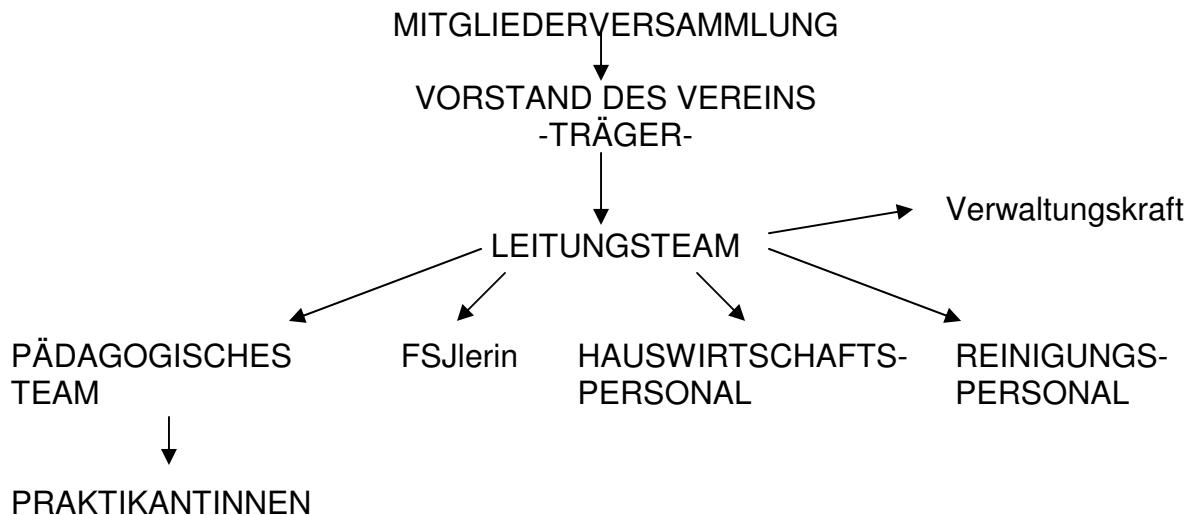 MITGLIEDERVERSAMMLUNG
VORSTAND DES VEREINS
-TRÄGER-
Verwaltungskraft
LEITUNGSTEAM
PÄDAGOGISCHES
TEAM
FSJlerin
HAUSWIRTSCHAFTS-
PERSONAL
REINIGUNGS-
PERSONAL
PRAKTIKANTINNEN